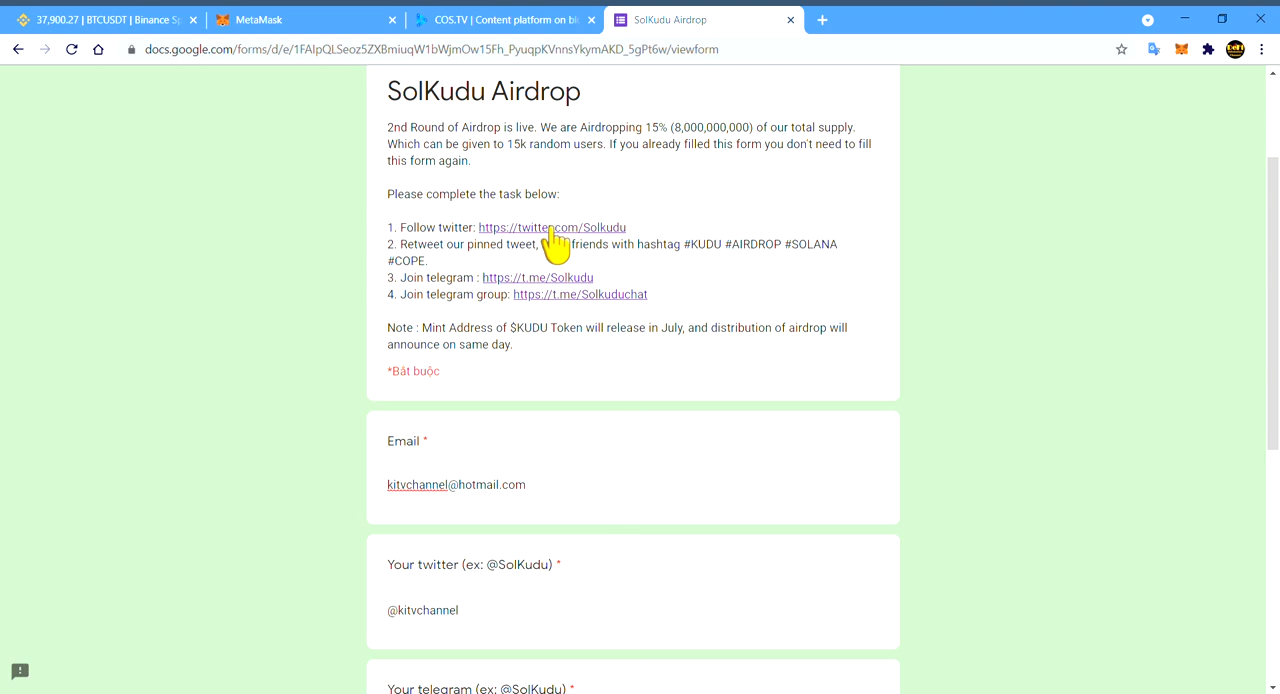 37,900.27 | BTCUSDT | Binance Sp
MetaMask
COS.TV | Content platform on bl
SolKudu Airdrop
docs.google.com/forms/d/e/1FAIpQLSeoz5ZXBmiuqW1bWjmOw15Fh_PyuqpKVnnsYkymAKD_5gPt6w/viewform
SolKudu Airdrop
2nd Round of Airdrop is live. We are Airdropping 15% (8,000,000,000) of our total supply.
Which can be given to 15k random users. If you already filled this form you don't need to fill
this form again.
Please complete the task below:
1. Follow twitter: https://twitter.com/Solkudu
2. Retweet our pinned tweet, friends with hashtag #KUDU #AIRDROP #SOLANA
#COPE.
3. Join telegram : https://t.me/Solkudu
4. Join telegram group: https://t.me/Solkuduchat
Note : Mint Address of $KUDU Token will release in July, and distribution of airdrop will
announce on same day.
*Bắt buộc
Email *
kitvchannel@hotmail.com
Your twitter (ex: @SolKudu) *
@kitvchannel
Your telegram (ex: @SolKudu) *